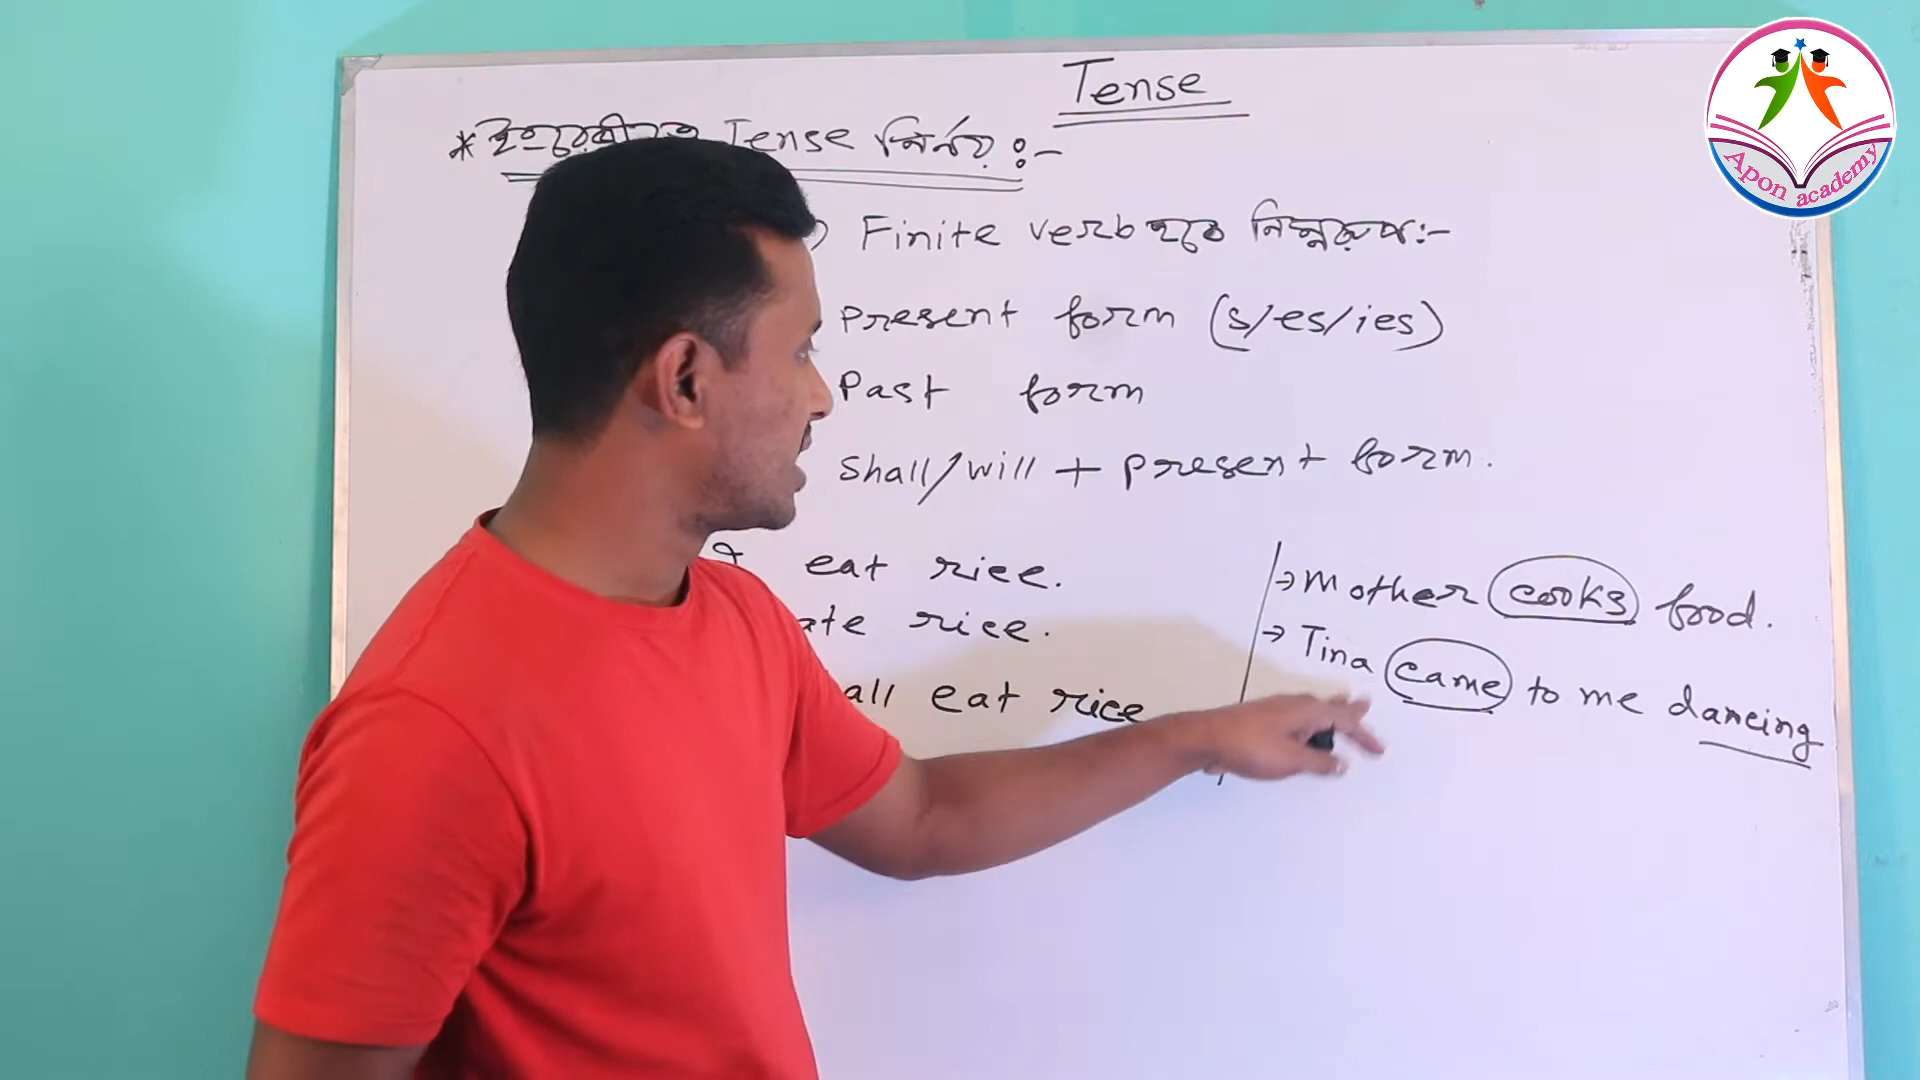 Tense
* ইংরেজীতে Tense নির্ণয় :-
) Finite verb হবে নিম্নরূপ :-
Present form (s/es/ies)
Past form
Shall/will + present form.
I eat rice.
ate rice.
all eat rice
→ Mother cooks food.
→ Tina came to me dancing
Apon academy